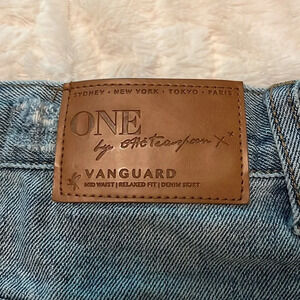 SYDNEY • NEW YORK • TOKYO • PARIS
ONE
by oneteaspoon
VANGUARD
MID WAIST | RELAXED FIT | DENIM SKIRT